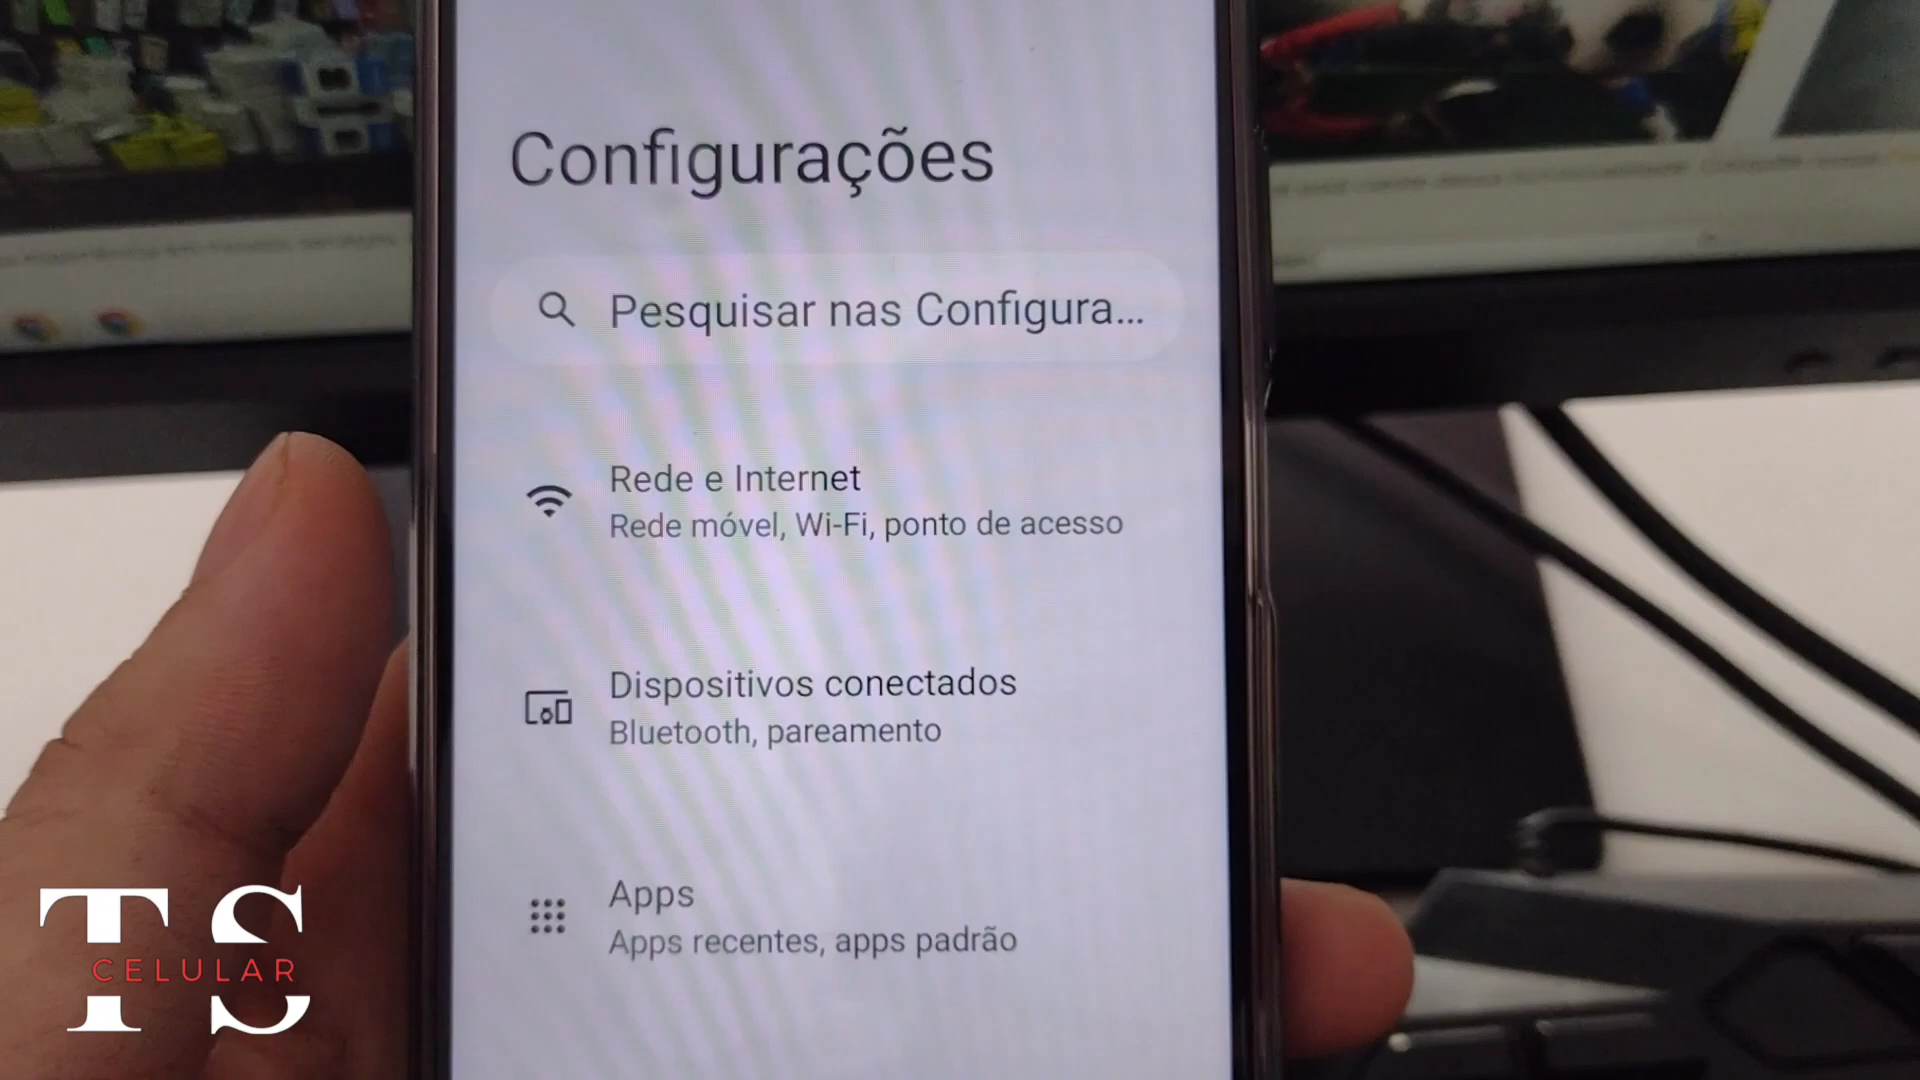 Configurações
Pesquisar nas Configura...
Rede e Internet
Rede móvel, Wi-Fi, ponto de acesso
Dispositivos conectados
Bluetooth, pareamento
Apps
Apps recentes, apps padrão
TS
CELULAR